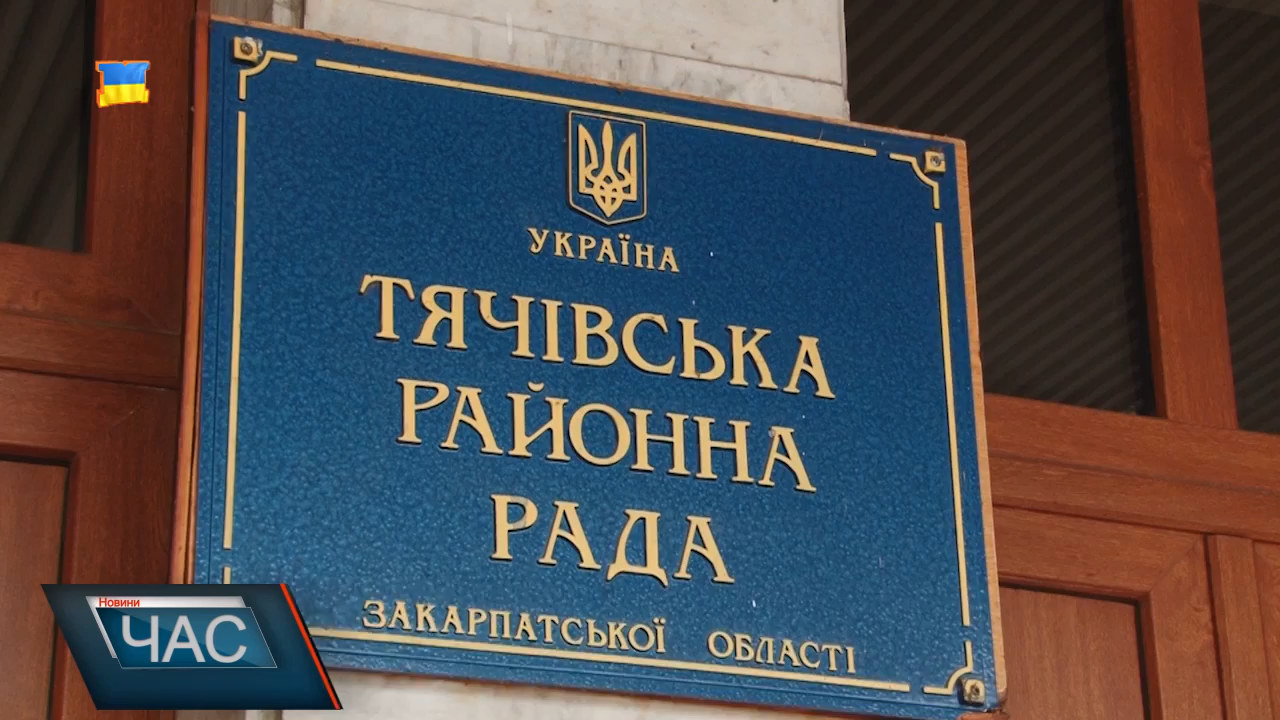 УКРАЇНА
ТЯЧІВСЬКА
РАЙОННА
РАДА
ЗАКАРПАТСЬКОЇ ОБЛАСТІ
Новини
ЧАС